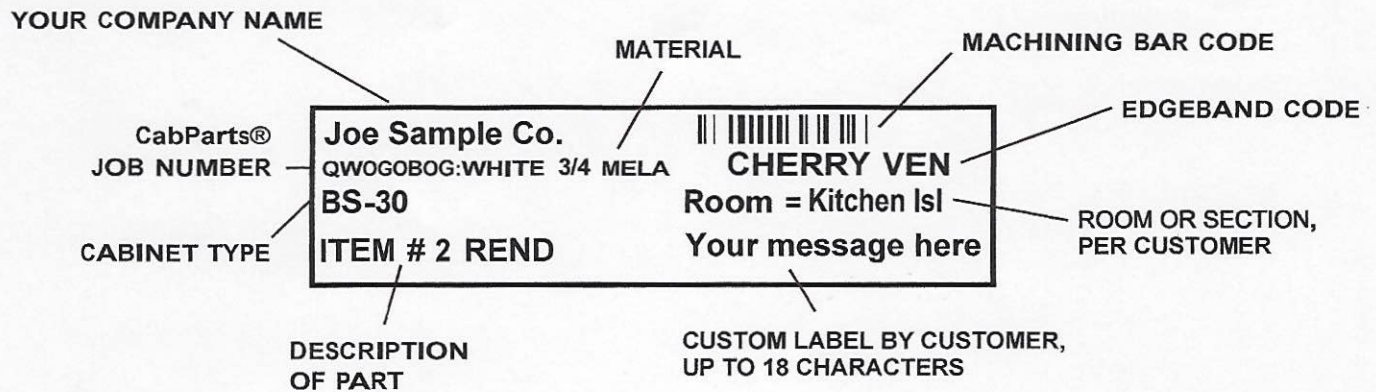 YOUR COMPANY NAME
MATERIAL
MACHINING BAR CODE
EDGEBAND CODE
CabParts®
JOB NUMBER
CABINET TYPE
Joe Sample Co.
QWOGOBOG:WHITE 3/4 MELA
CHERRY VEN
BS-30
Room = Kitchen Isl
ITEM # 2 REND
Your message here
ROOM OR SECTION,
PER CUSTOMER
DESCRIPTION
OF PART
CUSTOM LABEL BY CUSTOMER,
UP TO 18 CHARACTERS